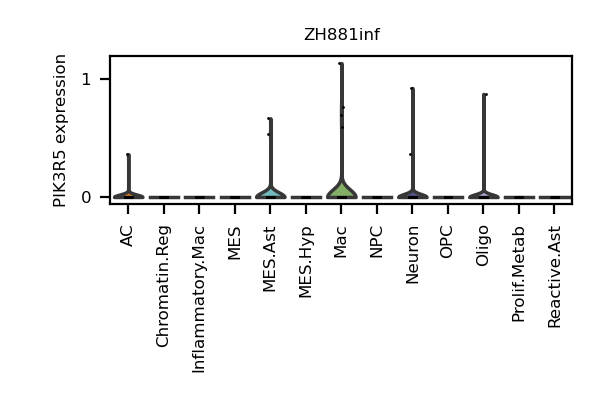 ZH881inf
PIK3R5 expression
1
0
AC
Chromatin.Reg
Inflammatory.Mac
MES
MES.Ast
MES.Hyp
Mac
NPC
Neuron
OPC
Oligo
Prolif.Metab
Reactive.Ast